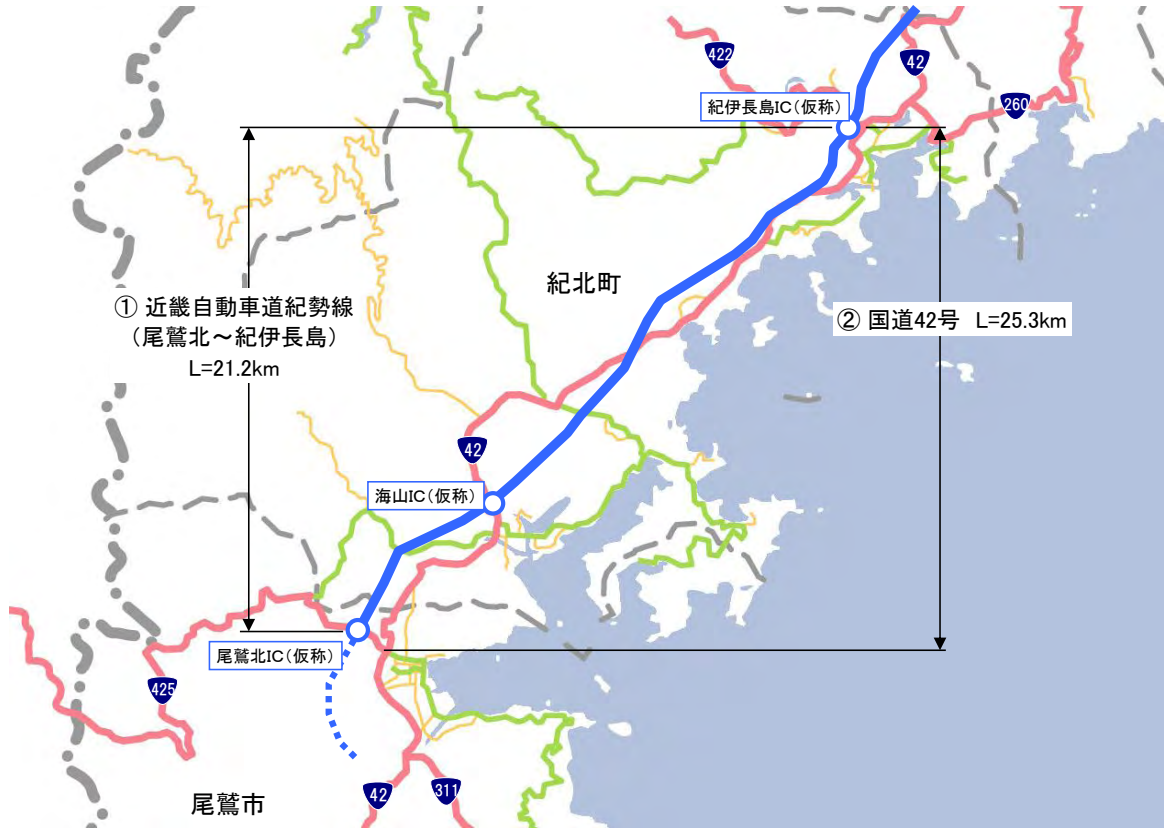 422
42
260
紀伊長島IC(仮称)
紀北町
① 近畿自動車道紀勢線
(尾鷲北~紀伊長島)
L=21.2km
② 国道42号 L=25.3km
42
海山IC(仮称)
尾鷲北IC(仮称)
425
尾鷲市
42
311